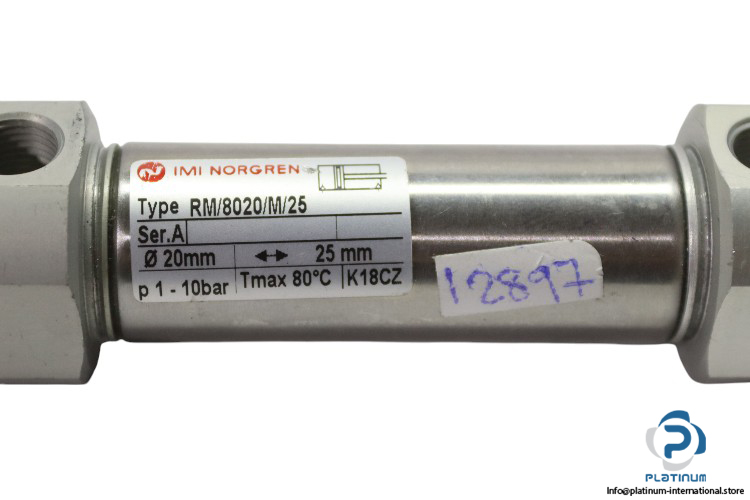 IMI NORGREN
Type RM/8020/M/25
Ser.A
Ø 20mm ↔ 25 mm
p 1 - 10bar Tmax 80°C K18CZ
12897
PLATINUM
Info@platinum-international.store